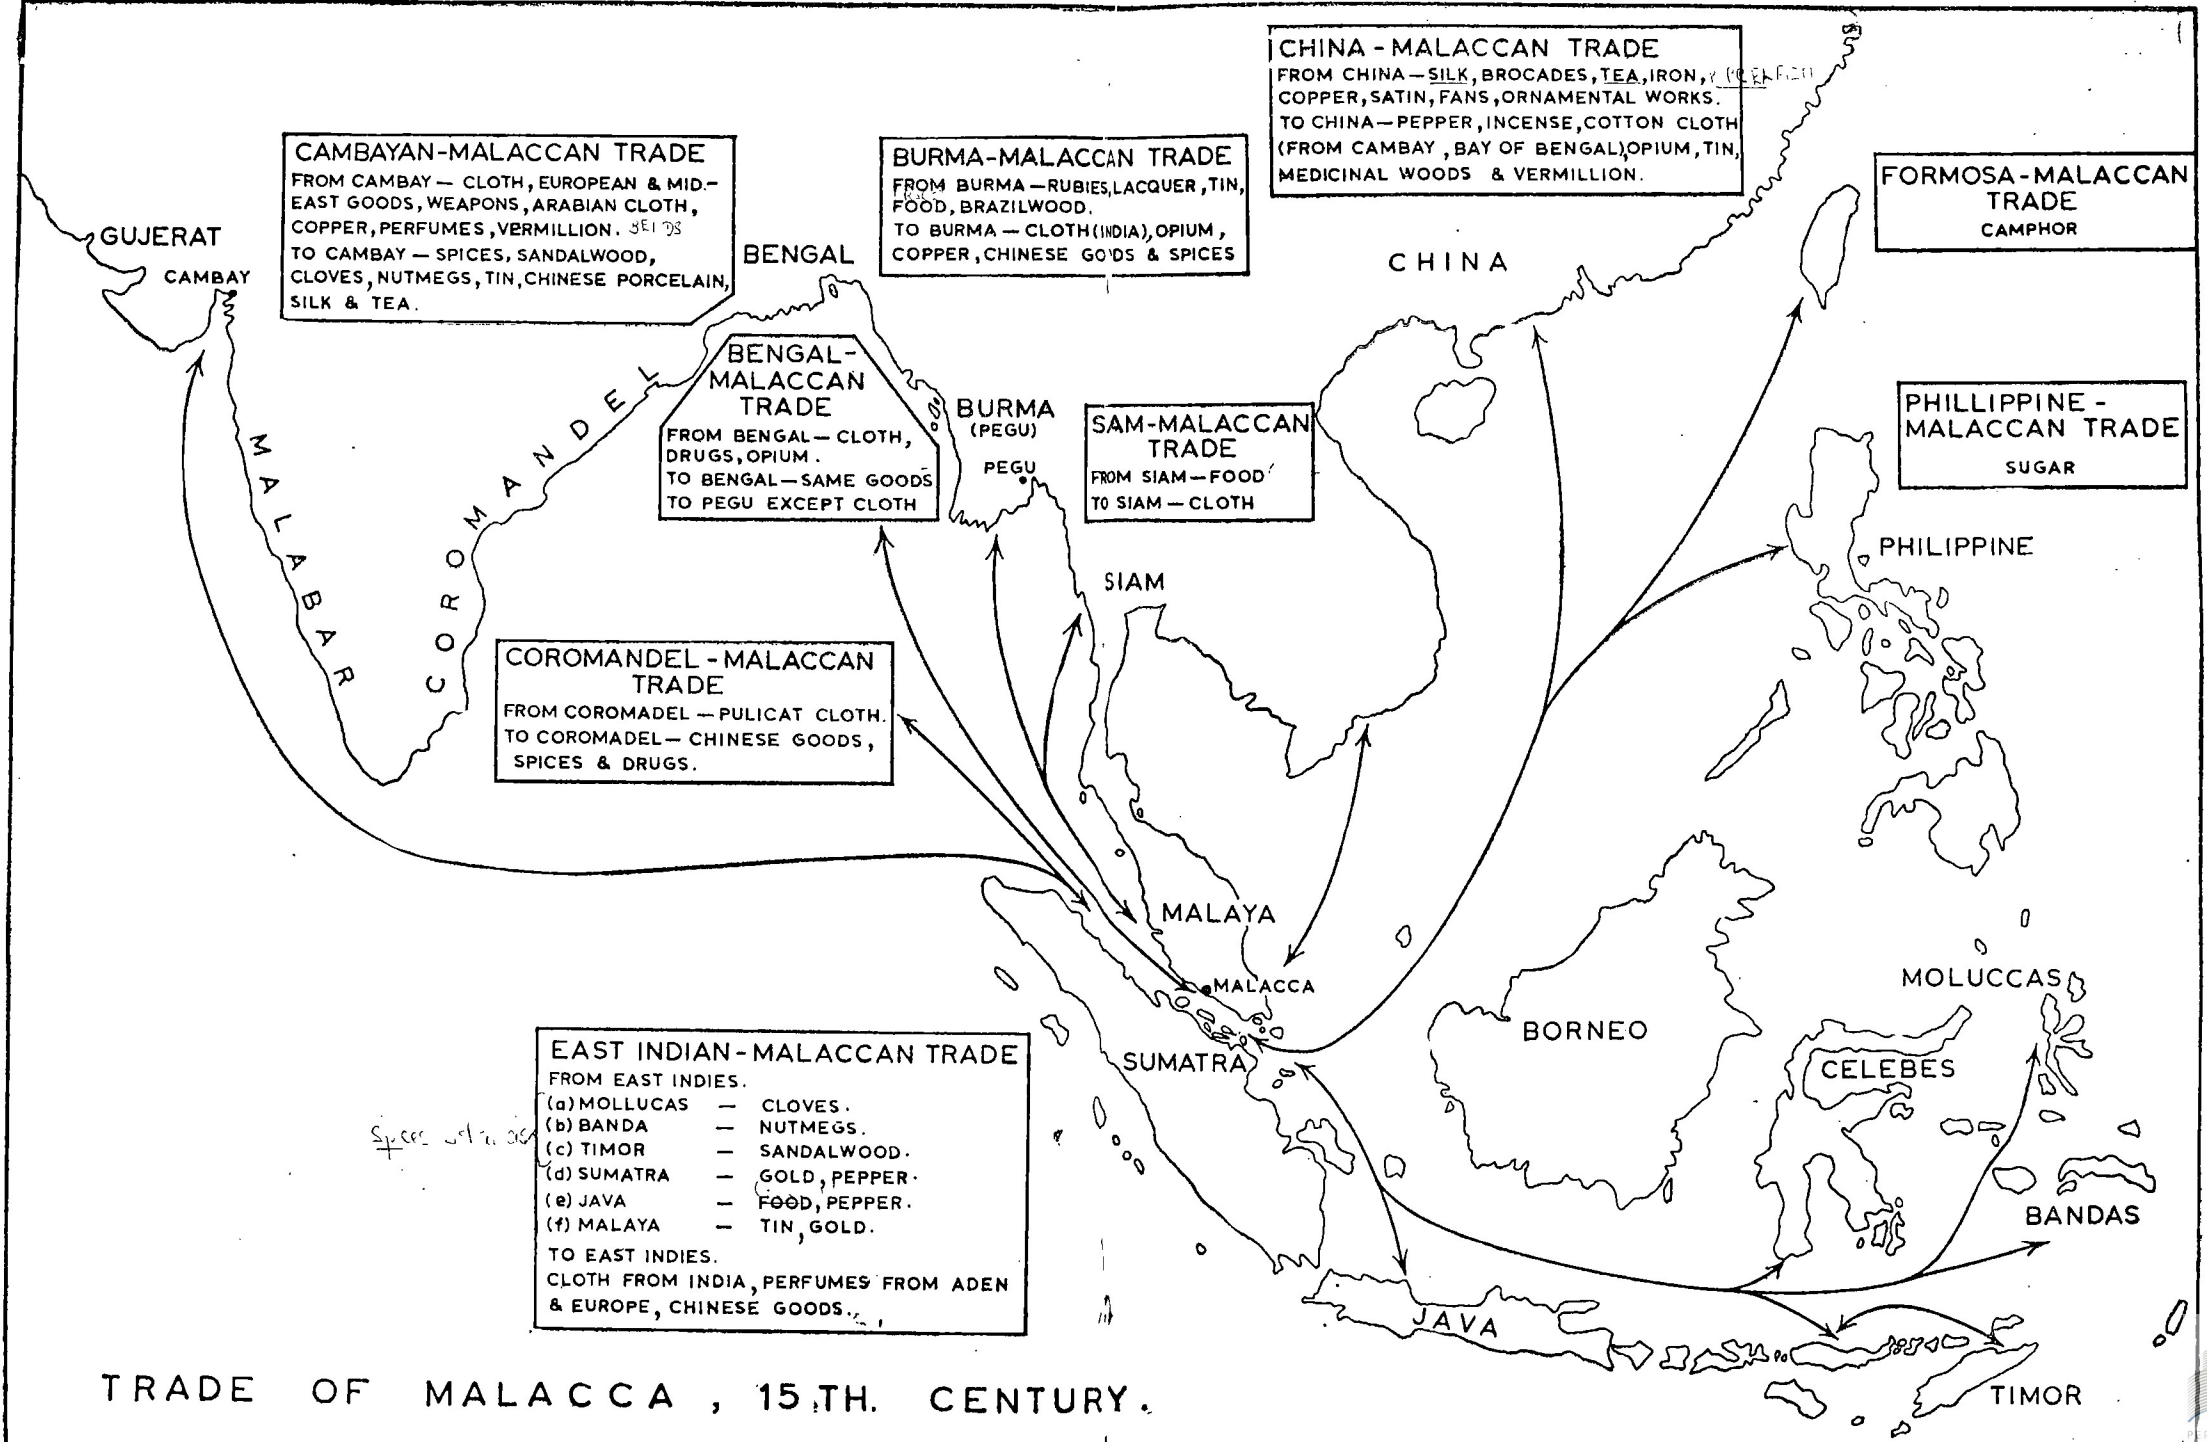 CHINA - MALACCAN TRADE
FROM CHINA — SILK, BROCADES, TEA, IRON,
COPPER, SATIN, FANS, ORNAMENTAL WORKS.
TO CHINA — PEPPER, INCENSE, COTTON CLOTH
(FROM CAMBAY, BAY OF BENGAL), OPIUM, TIN,
MEDICINAL WOODS & VERMILLION.
CAMBAYAN-MALACCAN TRADE
FROM CAMBAY — CLOTH, EUROPEAN & MID.-
EAST GOODS, WEAPONS, ARABIAN CLOTH,
COPPER, PERFUMES, VERMILLION.
TO CAMBAY — SPICES, SANDALWOOD,
CLOVES, NUTMEGS, TIN, CHINESE PORCELAIN,
SILK & TEA.
BURMA-MALACCAN TRADE
FROM BURMA — RUBIES, LACQUER, TIN,
FOOD, BRAZILWOOD.
TO BURMA — CLOTH (INDIA), OPIUM,
COPPER, CHINESE GOODS & SPICES
FORMOSA-MALACCAN
TRADE
CAMPHOR
GUJERAT
CAMBAY
BENGAL
CHINA
BENGAL-
MALACCAN
TRADE
FROM BENGAL — CLOTH,
DRUGS, OPIUM.
TO BENGAL — SAME GOODS
TO PEGU EXCEPT CLOTH
BURMA
(PEGU)
PEGU
SAM-MALACCAN
TRADE
FROM SIAM — FOOD
TO SIAM — CLOTH
PHILLIPPINE -
MALACCAN TRADE
SUGAR
MALABAR
COROMANDEL
PHILIPPINE
SIAM
COROMANDEL - MALACCAN
TRADE
FROM COROMADEL — PULICAT CLOTH.
TO COROMADEL — CHINESE GOODS,
SPICES & DRUGS.
MALAYA
MALACCA
MOLUCCAS
BORNEO
SUMATRA
CELEBES
EAST INDIAN-MALACCAN TRADE
FROM EAST INDIES.
(a) MOLLUCAS — CLOVES.
(b) BANDA — NUTMEGS.
(c) TIMOR — SANDALWOOD.
(d) SUMATRA — GOLD, PEPPER.
(e) JAVA — FOOD, PEPPER.
(f) MALAYA — TIN, GOLD.
TO EAST INDIES.
CLOTH FROM INDIA, PERFUMES FROM ADEN
& EUROPE, CHINESE GOODS.
Spices
BANDAS
JAVA
TIMOR
TRADE OF MALACCA, 15.TH. CENTURY.